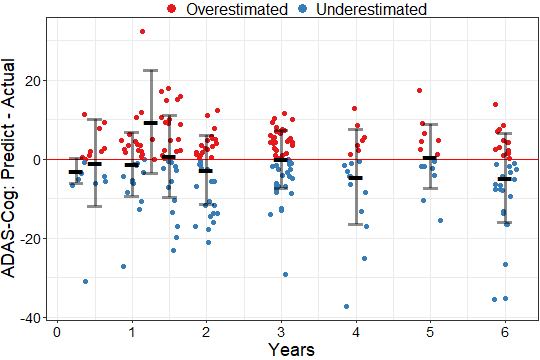 Overestimated Underestimated
ADAS-Cog: Predict - Actual
20
0
-20
-40
0 1 2 3 4 5 6
Years